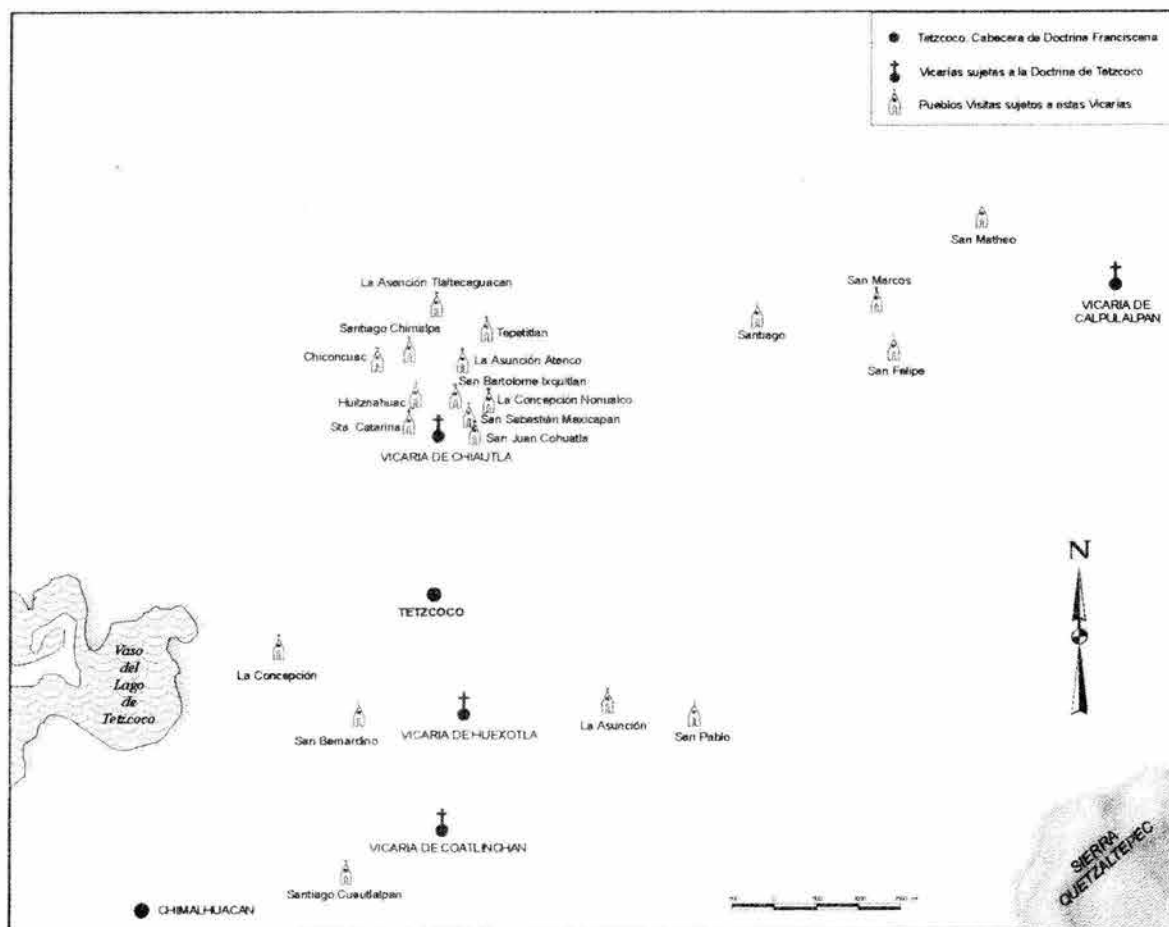 Tetzcoco. Cabecera de Doctrina Franciscana
Vicarías sujetas a la Doctrina de Tetzcoco
Pueblos Visitas sujetos a estas Vicarías
San Matheo
San Marcos
VICARIA DE
CALPULALPAN
Santiago
San Felipe
La Asención Tlaltecaguacan
Santiago Chimalpa
Tepetitlan
Chiconcuac
La Asunción Atenco
San Bartolome Ixquitlan
Huitznahuac
La Concepción Nonualco
San Sebestián Maxicapan
Sta. Catarina
San Juan Cohuatla
VICARIA DE CHIAUTLA
N
TETZCOCO
Vaso
del
Lago
de
Tetzcoco
La Concepción
San Bernardino
VICARIA DE HUEXOTLA
La Asunción
San Pablo
VICARIA DE COATLINCHAN
Santiago Cuautlalpan
CHIMALHUACAN
SIERRA
QUETZALTEPEC